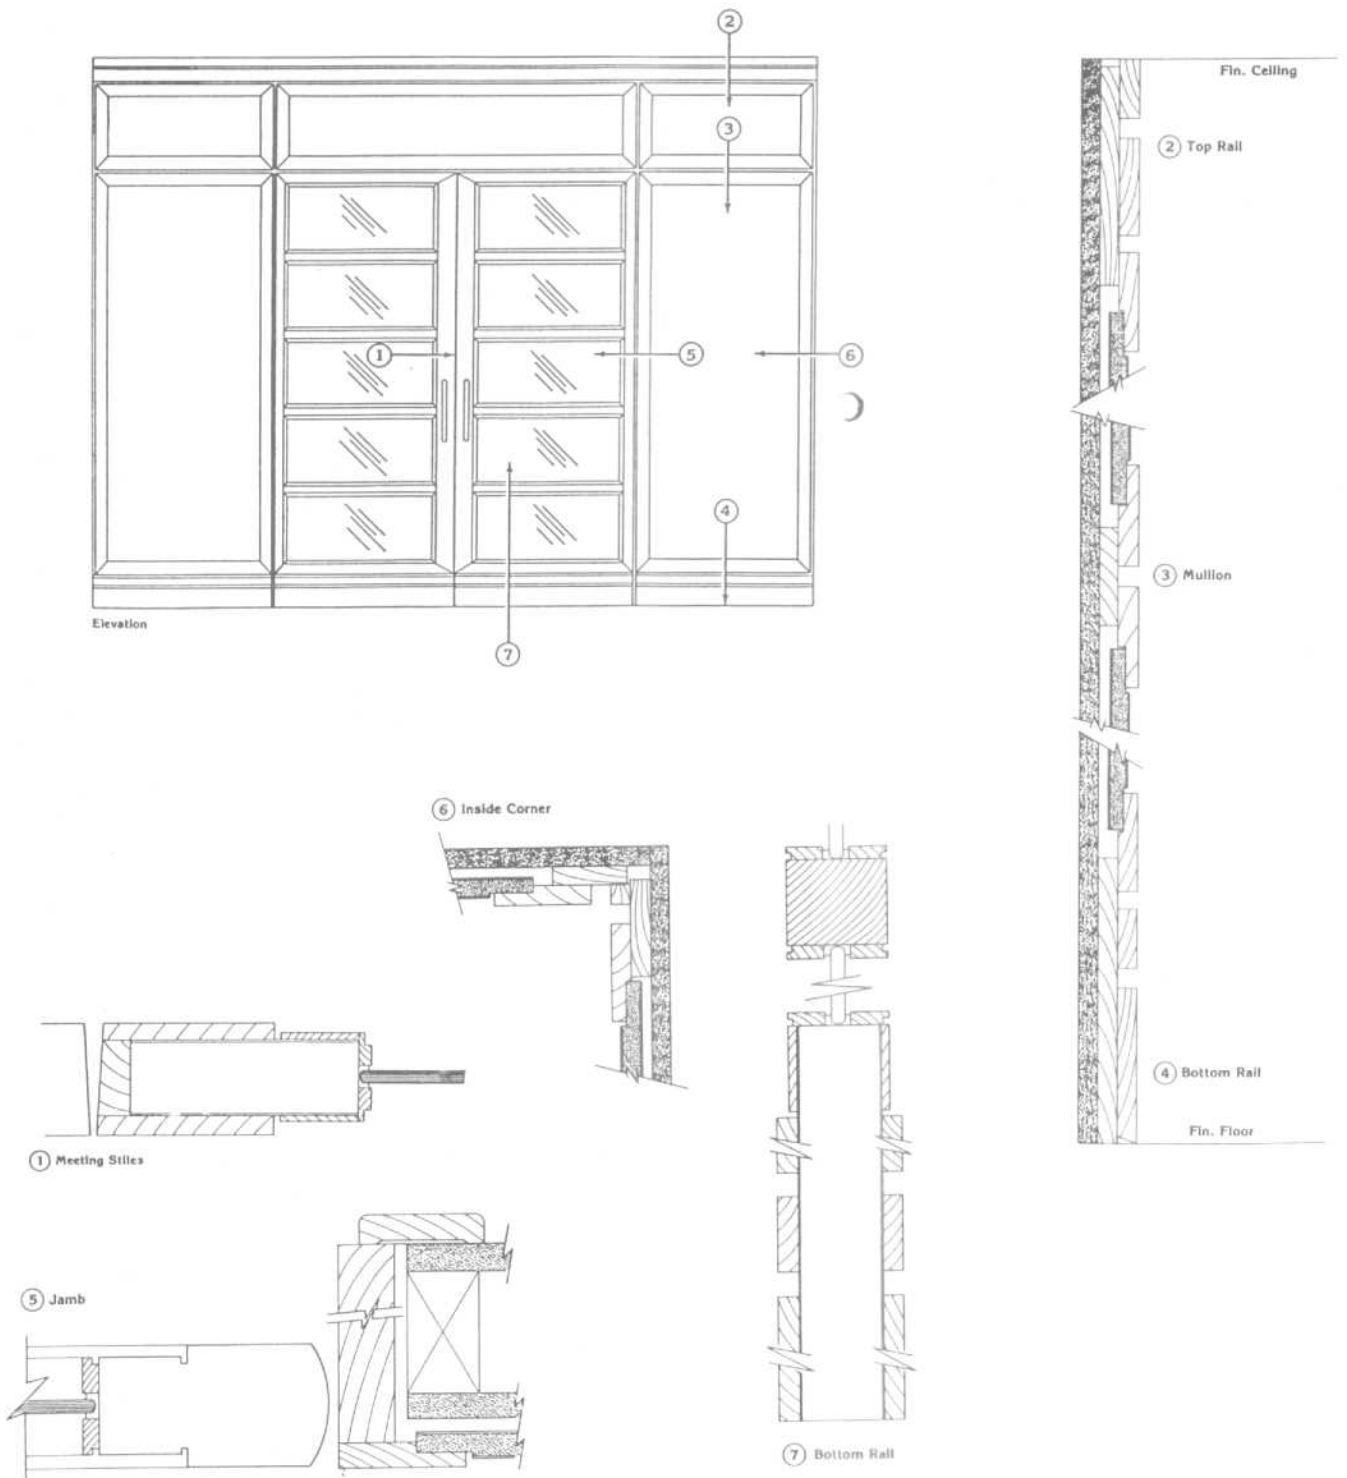 2
Fin. Ceiling
3
2 Top Rail
1
5
6
4
3 Mullion
Elevation
7
6 Inside Corner
4 Bottom Rail
Fin. Floor
1 Meeting Stiles
5 Jamb
7 Bottom Rail